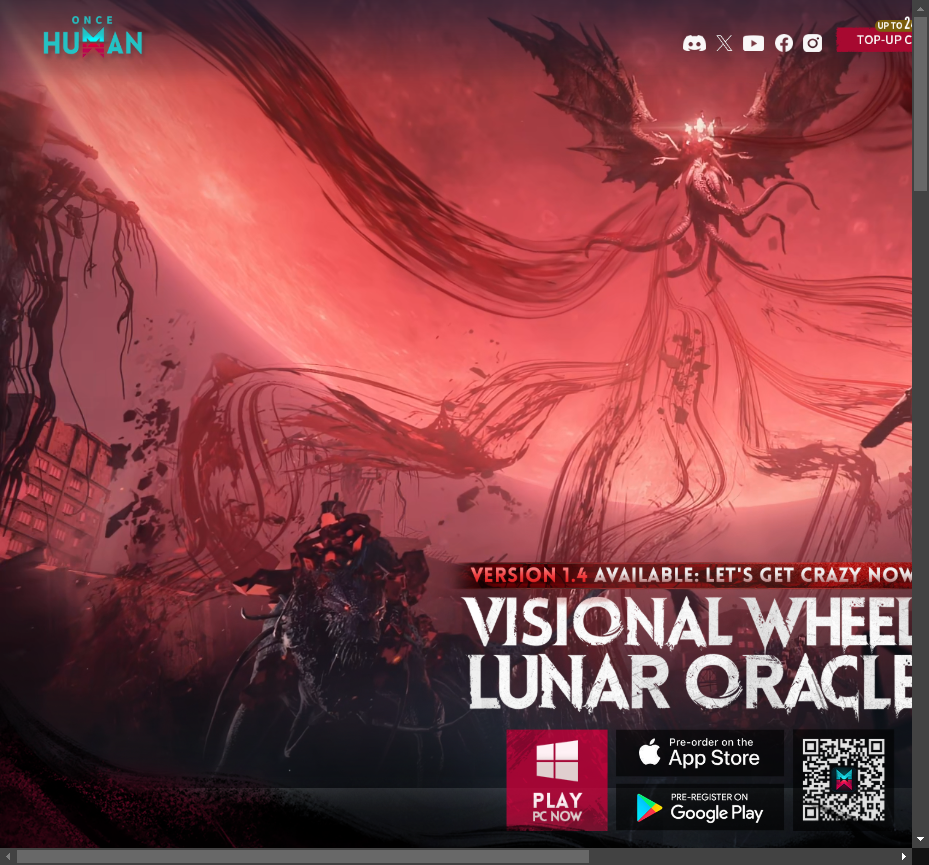 ONCE
HUMAN
UP TO
TOP-UP
VERSION 1.4 AVAILABLE: LET'S GET CRAZY NOW
VISIONAL WHEEL
LUNAR ORACLE
PLAY
PC NOW
Pre-order on the
App Store
PRE-REGISTER ON
Google Play